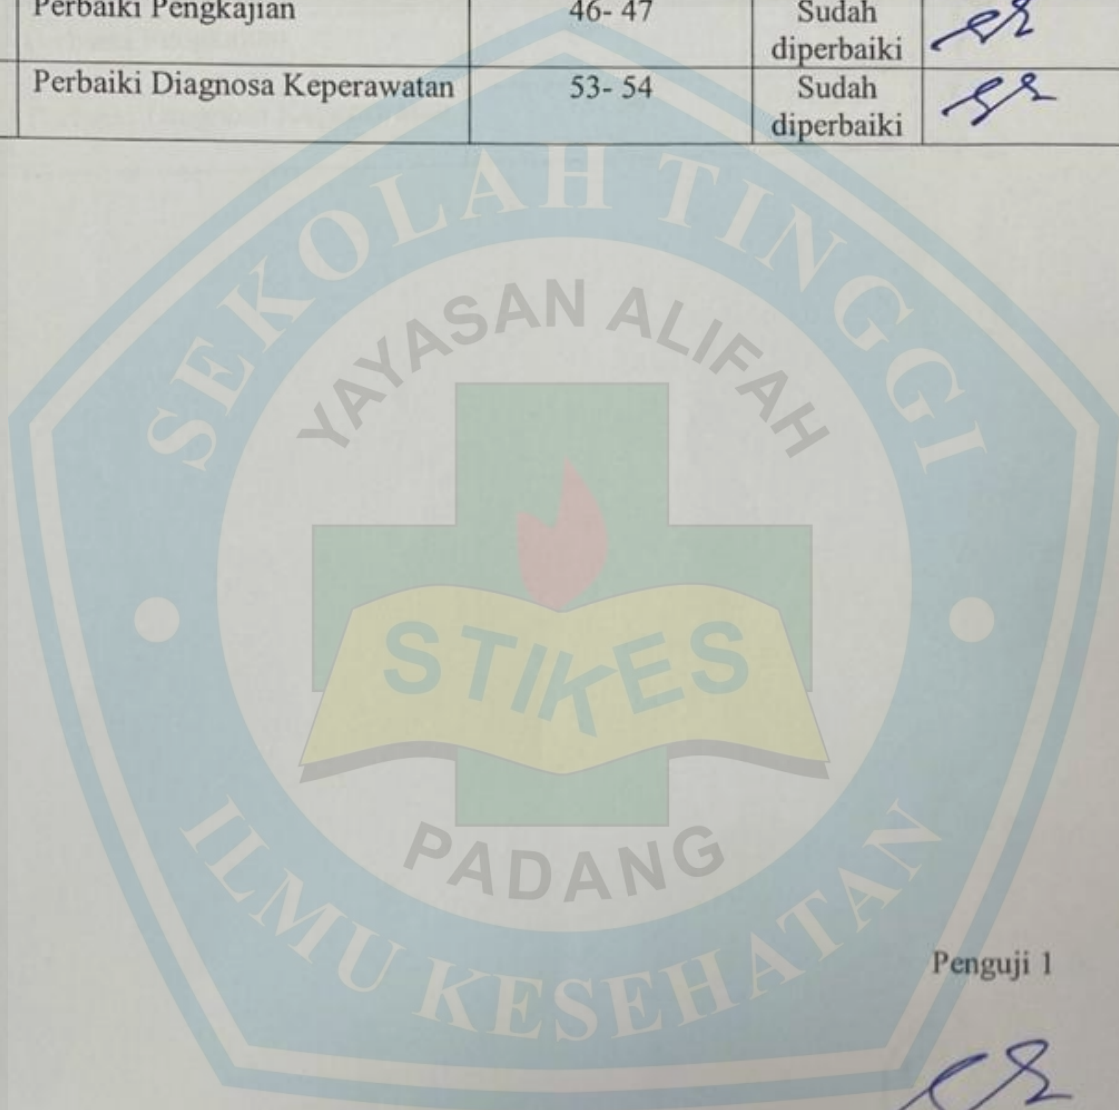 Perbaiki Pengkajian 46- 47 Sudah
diperbaiki
Perbaiki Diagnosa Keperawatan 53- 54 Sudah
diperbaiki
SEKOLAH TINGGI
YAYASAN ALIFAH
STIKES
PADANG
ILMU KESEHATAN
Penguji 1